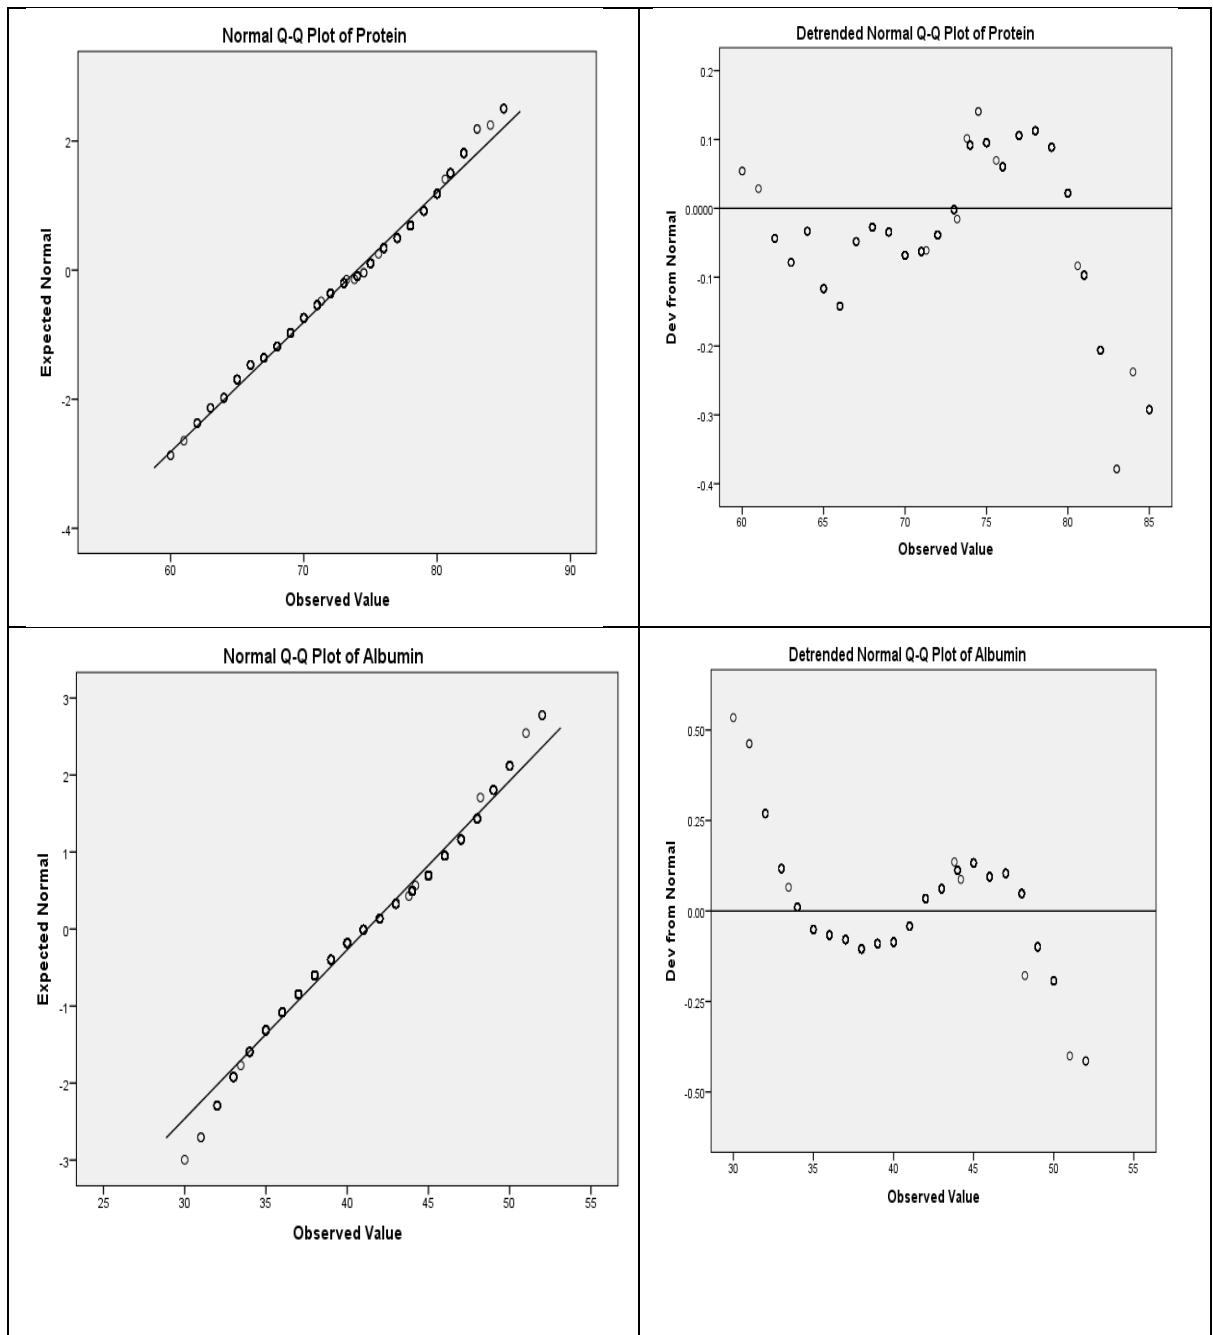 Normal Q-Q Plot of Protein
Expected Normal
2
0
-2
-4
60 70 80 90
Observed Value
Detrended Normal Q-Q Plot of Protein
Dev from Normal
0.2
0.1
0.0000
-0.1
-0.2
-0.3
-0.4
60 65 70 75 80 85
Observed Value
Normal Q-Q Plot of Albumin
Expected Normal
3
2
1
0
-1
-2
-3
25 30 35 40 45 50 55
Observed Value
Detrended Normal Q-Q Plot of Albumin
Dev from Normal
0.50
0.25
0.00
-0.25
-0.50
30 35 40 45 50 55
Observed Value